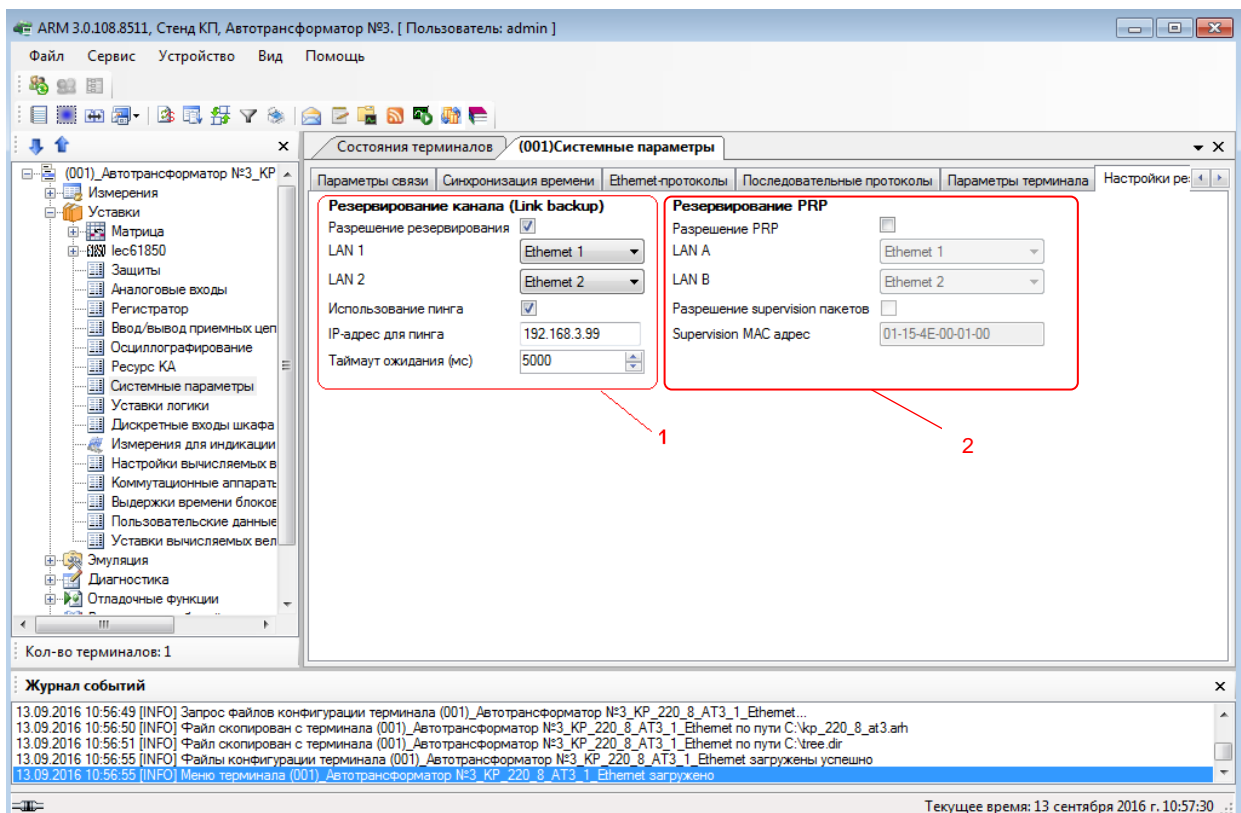 ARM 3.0.108.8511, Стенд КП, Автотрансформатор №3. [ Пользователь: admin ]
Файл Сервис Устройство Вид Помощь
Состояния терминалов (001)Системные параметры
(001)_Автотрансформатор №3_КР
Измерения
Уставки
Матрица
Iec61850
Защиты
Аналоговые входы
Регистратор
Ввод/вывод приемных цеп
Осциллографирование
Ресурс КА
Системные параметры
Уставки логики
Дискретные входы шкафа
Измерения для индикации
Настройки вычисляемых в
Коммутационные аппарать
Выдержки времени блоков
Пользовательские данные
Уставки вычисляемых вел
Эмуляция
Диагностика
Отладочные функции
Кол-во терминалов: 1
Параметры связи Синхронизация времени Ethernet-протоколы Последовательные протоколы Параметры терминала Настройки рез
Резервирование канала (Link backup)
Разрешение резервирования
LAN 1 Ethernet 1
LAN 2 Ethernet 2
Использование пинга
IP-адрес для пинга 192.168.3.99
Таймаут ожидания (мс) 5000
1
Резервирование PRP
Разрешение PRP
LAN A Ethernet 1
LAN B Ethernet 2
Разрешение supervision пакетов
Supervision MAC адрес 01-15-4E-00-01-00
2
Журнал событий
13.09.2016 10:56:49 [INFO] Запрос файлов конфигурации терминала (001)_Автотрансформатор №3_KP_220_8_AT3_1_Ethernet...
13.09.2016 10:56:50 [INFO] Файл скопирован с терминала (001)_Автотрансформатор №3_KP_220_8_AT3_1_Ethernet по пути C:\kp_220_8_at3.arh
13.09.2016 10:56:51 [INFO] Файл скопирован с терминала (001)_Автотрансформатор №3_KP_220_8_AT3_1_Ethernet по пути C:\tree.dir
13.09.2016 10:56:55 [INFO] Файлы конфигурации терминала (001)_Автотрансформатор №3_KP_220_8_AT3_1_Ethernet загружены успешно
13.09.2016 10:56:55 [INFO] Меню терминала (001)_Автотрансформатор №3_KP_220_8_AT3_1_Ethernet загружено
Текущее время: 13 сентября 2016 г. 10:57:30